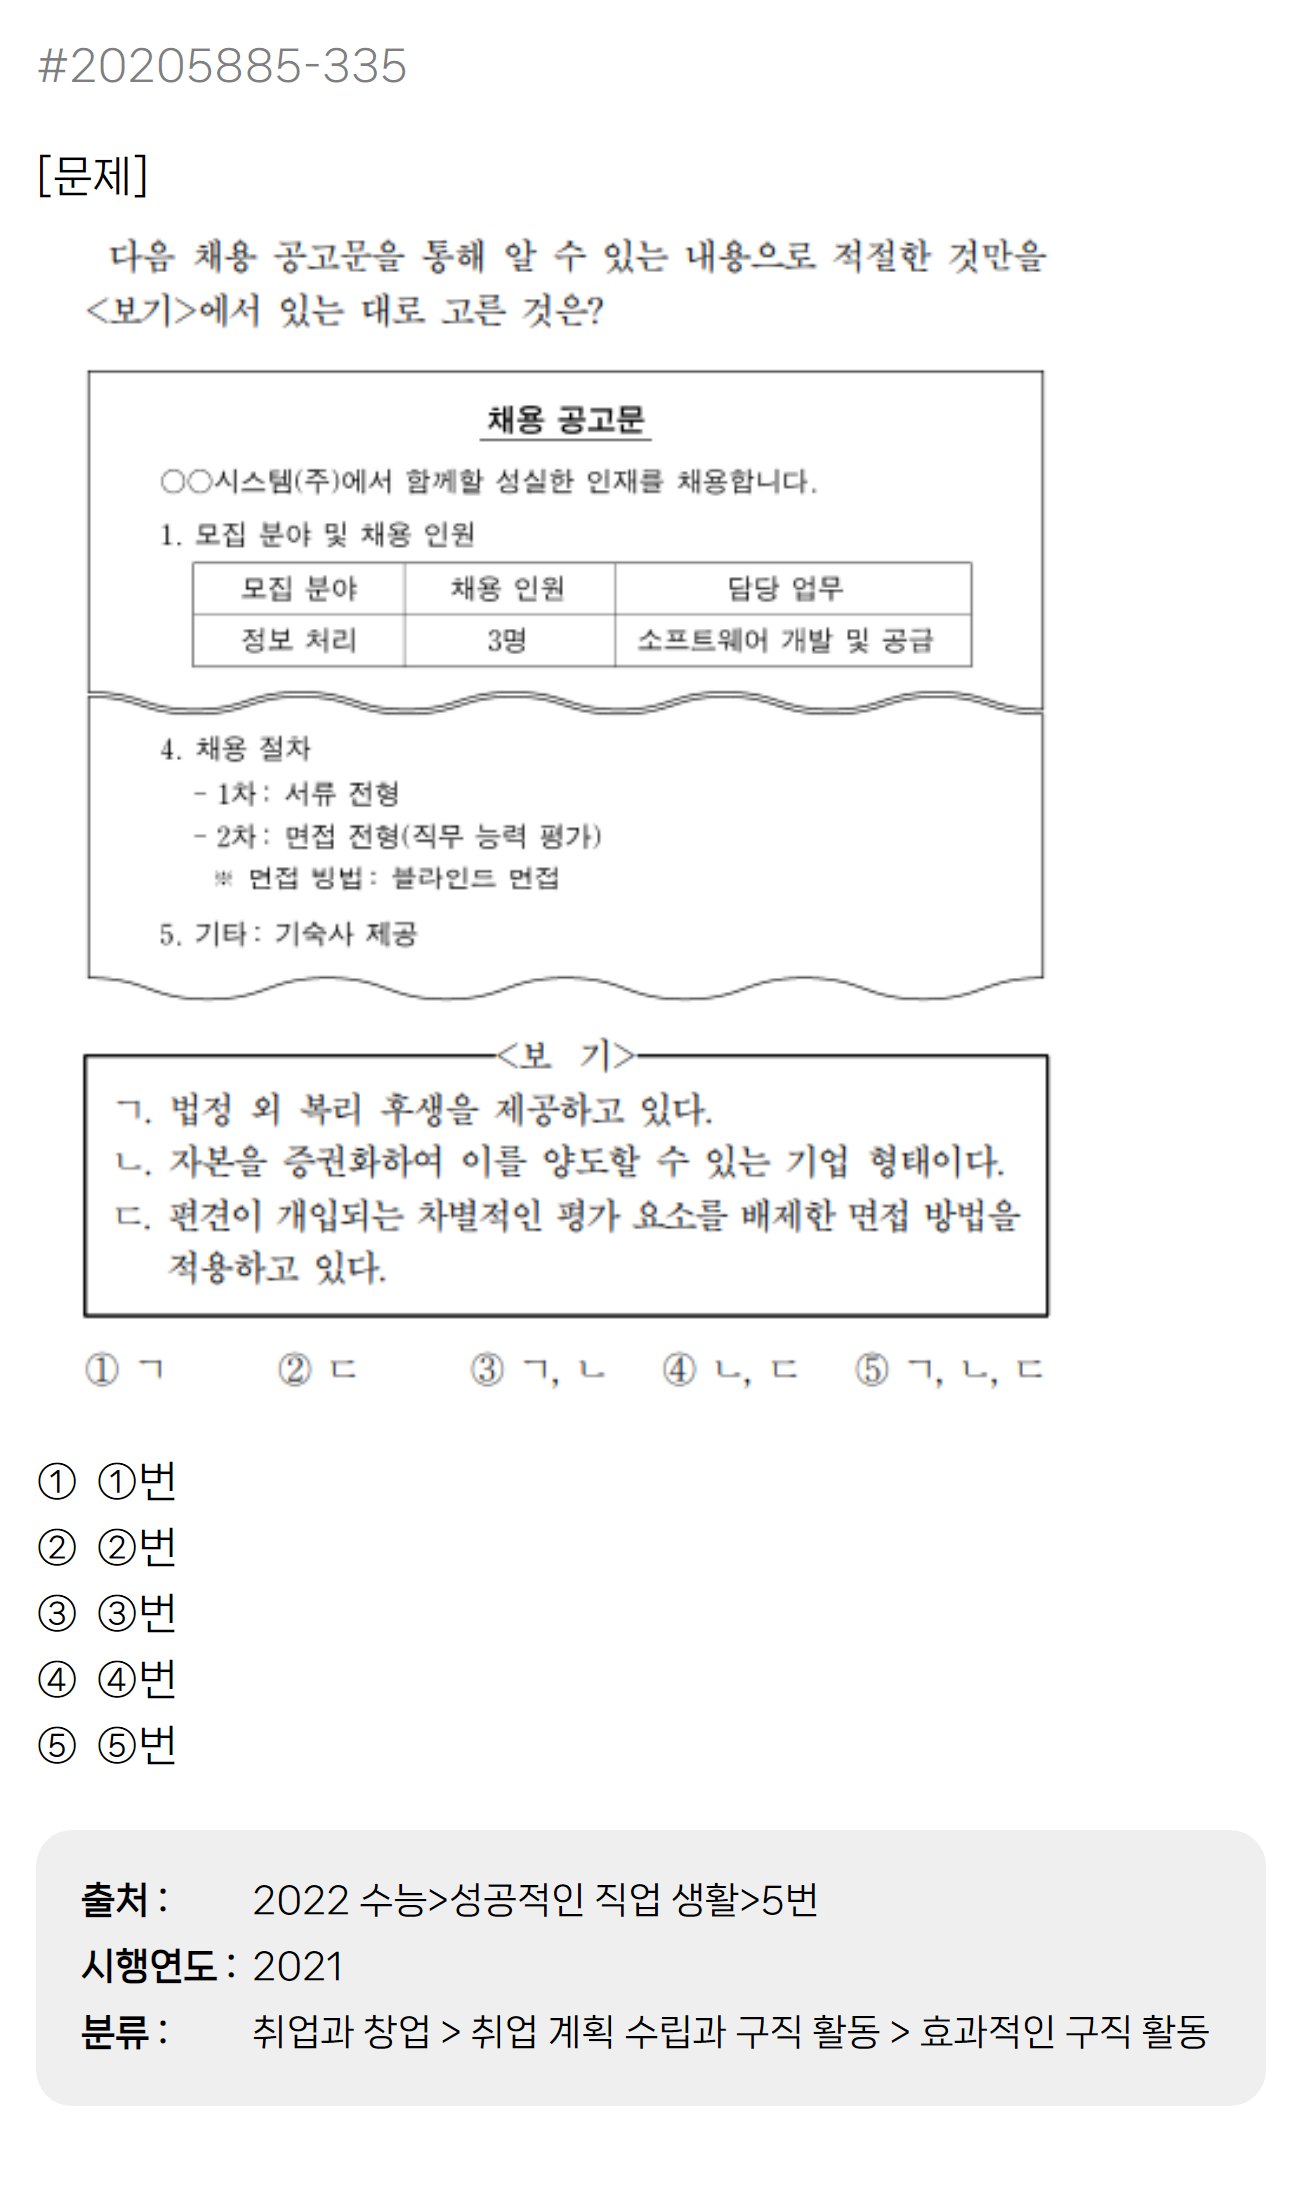 #20205885-335
[문제]
다음 채용 공고문을 통해 알 수 있는 내용으로 적절한 것만을
<보기>에서 있는 대로 고른 것은?
채용 공고문
○○시스템(주)에서 함께할 성실한 인재를 채용합니다.
1. 모집 분야 및 채용 인원
모집 분야 채용 인원 담당 업무
정보 처리 3명 소프트웨어 개발 및 공급
4. 채용 절차
- 1차: 서류 전형
- 2차: 면접 전형(직무 능력 평가)
※ 면접 방법: 블라인드 면접
5. 기타: 기숙사 제공
<보 기>
ㄱ. 법정 외 복리 후생을 제공하고 있다.
ㄴ. 자본을 증권화하여 이를 양도할 수 있는 기업 형태이다.
ㄷ. 편견이 개입되는 차별적인 평가 요소를 배제한 면접 방법을
적용하고 있다.
① ㄱ ② ㄷ ③ ㄱ, ㄴ ④ ㄴ, ㄷ ⑤ ㄱ, ㄴ, ㄷ
① ①번
② ②번
③ ③번
④ ④번
⑤ ⑤번
출처 : 2022 수능>성공적인 직업 생활>5번
시행연도 : 2021
분류 : 취업과 창업 > 취업 계획 수립과 구직 활동 > 효과적인 구직 활동